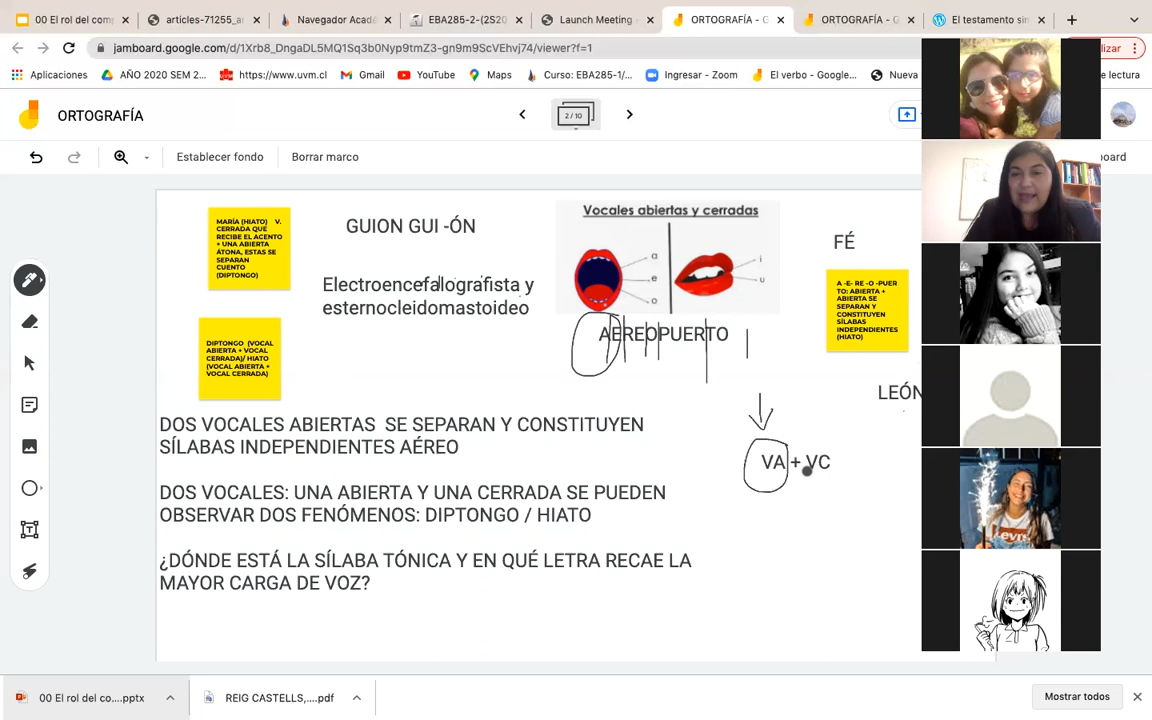 00 El rol del com
articles-71255_a
Navegador Acadé
EBA285-2-(2S20
Launch Meeting -
ORTOGRAFÍA - G
ORTOGRAFÍA - G
El testamento sin
jamboard.google.com/d/1Xrb8_DngaDL5MQ1Sq3b0Nyp9tmZ3-gn9m9ScVEhvj74/viewer?f=1
lizar
Aplicaciones
AÑO 2020 SEM 2...
https://www.uvm.cl
Gmail
YouTube
Maps
Curso: EBA285-1/...
Ingresar - Zoom
El verbo - Google...
Nueva
e lectura
ORTOGRAFÍA
2 / 10
Establecer fondo
Borrar marco
board
MARÍA (HIATO) V.
CERRADA QUE
RECIBE EL ACENTO
+ UNA ABIERTA
ÁTONA, ESTAS SE
SEPARAN
CUENTO
(DIPTONGO)
GUION GUI -ÓN
Vocales abiertas y cerradas
a
e
o
i
u
FÉ
Electroencefalografista y
esternocleidomastoideo
A -E- RE -O -PUER
TO: ABIERTA +
ABIERTA SE
SEPARAN Y
CONSTITUYEN
SÍLABAS
INDEPENDIENTES
(HIATO)
AEREOPUERTO
DIPTONGO (VOCAL
ABIERTA + VOCAL
CERRADA)/ HIATO
(VOCAL ABIERTA +
VOCAL CERRADA)
LEÓN
DOS VOCALES ABIERTAS SE SEPARAN Y CONSTITUYEN
SÍLABAS INDEPENDIENTES AÉREO
VA + VC
DOS VOCALES: UNA ABIERTA Y UNA CERRADA SE PUEDEN
OBSERVAR DOS FENÓMENOS: DIPTONGO / HIATO
¿DÓNDE ESTÁ LA SÍLABA TÓNICA Y EN QUÉ LETRA RECAE LA
MAYOR CARGA DE VOZ?
00 El rol del co....pptx
REIG CASTELLS,....pdf
Mostrar todos